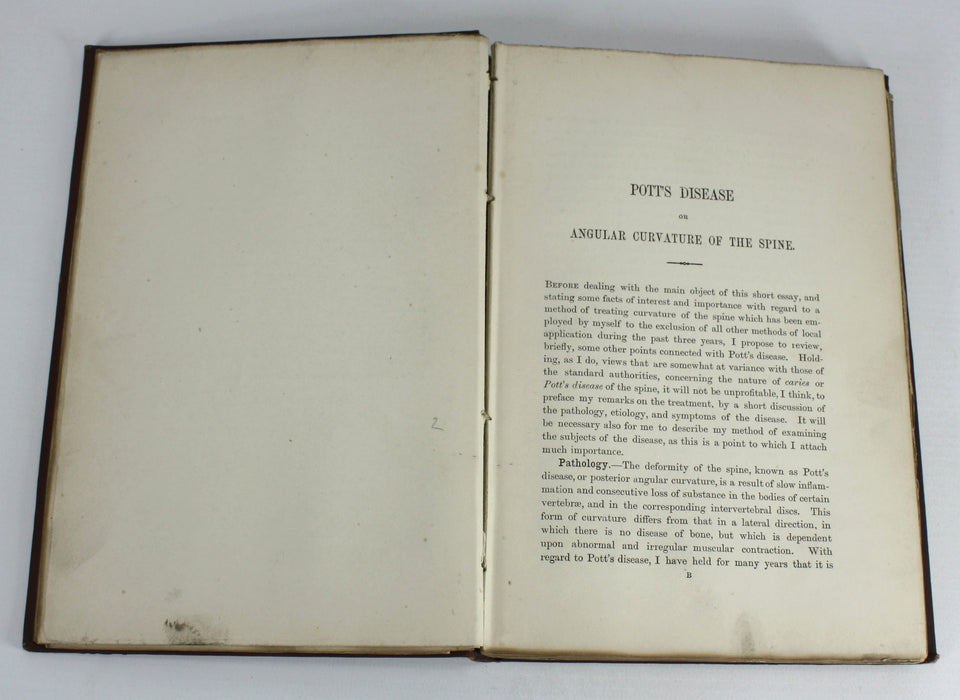 2
POTT'S DISEASE
OR
ANGULAR CURVATURE OF THE SPINE.
BEFORE dealing with the main object of this short essay, and
stating some facts of interest and importance with regard to a
method of treating curvature of the spine which has been em-
ployed by myself to the exclusion of all other methods of local
application during the past three years, I propose to review,
briefly, some other points connected with Pott's disease. Hold-
ing, as I do, views that are somewhat at variance with those of
the standard authorities, concerning the nature of caries or
Pott's disease of the spine, it will not be unprofitable, I think, to
preface my remarks on the treatment, by a short discussion of
the pathology, etiology, and symptoms of the disease. It will
be necessary also for me to describe my method of examining
the subjects of the disease, as this is a point to which I attach
much importance.
Pathology.—The deformity of the spine, known as Pott's
disease, or posterior angular curvature, is a result of slow inflam-
mation and consecutive loss of substance in the bodies of certain
vertebræ, and in the corresponding intervertebral discs. This
form of curvature differs from that in a lateral direction, in
which there is no disease of bone, but which is dependent
upon abnormal and irregular muscular contraction. With
regard to Pott's disease, I have held for many years that it is
B